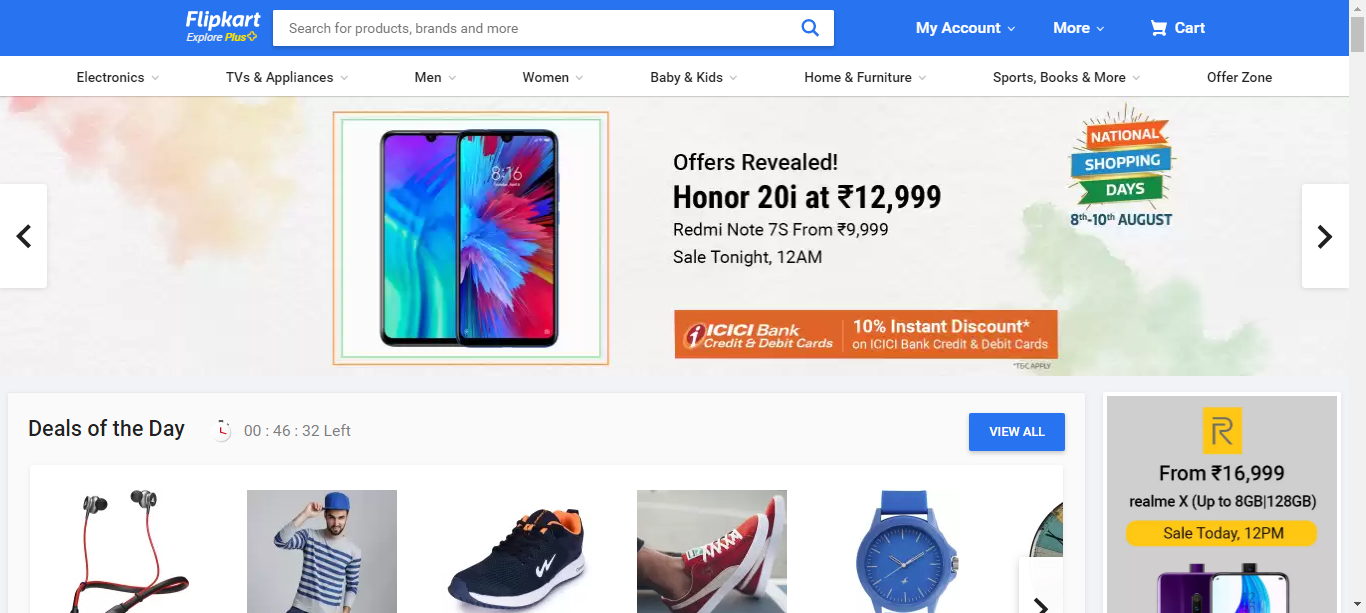 Flipkart
Explore Plus
Search for products, brands and more
My Account
More
Cart
Electronics
TVs & Appliances
Men
Women
Baby & Kids
Home & Furniture
Sports, Books & More
Offer Zone
8:16
Offers Revealed!
Honor 20i at ₹12,999
Redmi Note 7S From ₹9,999
Sale Tonight, 12AM
NATIONAL
SHOPPING
DAYS
8th-10th AUGUST
ICICI Bank
Credit & Debit Cards
10% Instant Discount*
on ICICI Bank Credit & Debit Cards
*T&C APPLY
Deals of the Day
00 : 46 : 32 Left
VIEW ALL
R
From ₹16,999
realme X (Up to 8GB|128GB)
Sale Today, 12PM